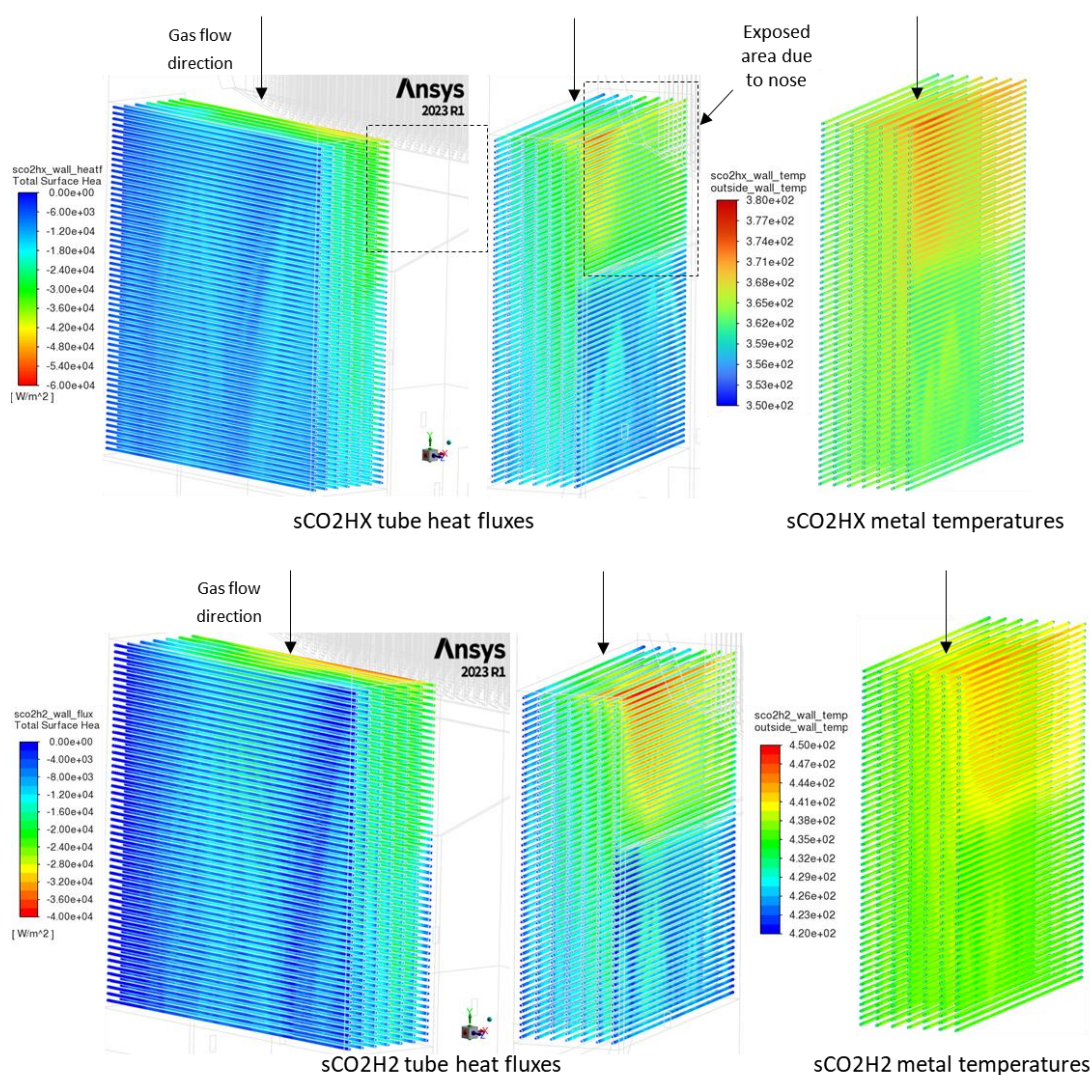 Gas flow
direction
Exposed
area due
to nose
Ansys
2023 R1
sco2hx_wall_heatf
Total Surface Hea
0.00e+00
-6.00e+03
-1.20e+04
-1.80e+04
-2.40e+04
-3.00e+04
-3.60e+04
-4.20e+04
-4.80e+04
-5.40e+04
-6.00e+04
[ W/m^2 ]
sco2hx_wall_temp
outside_wall_temp
3.80e+02
3.77e+02
3.74e+02
3.71e+02
3.68e+02
3.65e+02
3.62e+02
3.59e+02
3.56e+02
3.53e+02
3.50e+02
sCO2HX tube heat fluxes
sCO2HX metal temperatures
Gas flow
direction
Ansys
2023 R1
sco2h2_wall_flux
Total Surface Hea
0.00e+00
-4.00e+03
-8.00e+03
-1.20e+04
-1.60e+04
-2.00e+04
-2.40e+04
-2.80e+04
-3.20e+04
-3.60e+04
-4.00e+04
[ W/m^2 ]
sco2h2_wall_temp
outside_wall_temp
4.50e+02
4.47e+02
4.44e+02
4.41e+02
4.38e+02
4.35e+02
4.32e+02
4.29e+02
4.26e+02
4.23e+02
4.20e+02
sCO2H2 tube heat fluxes
sCO2H2 metal temperatures